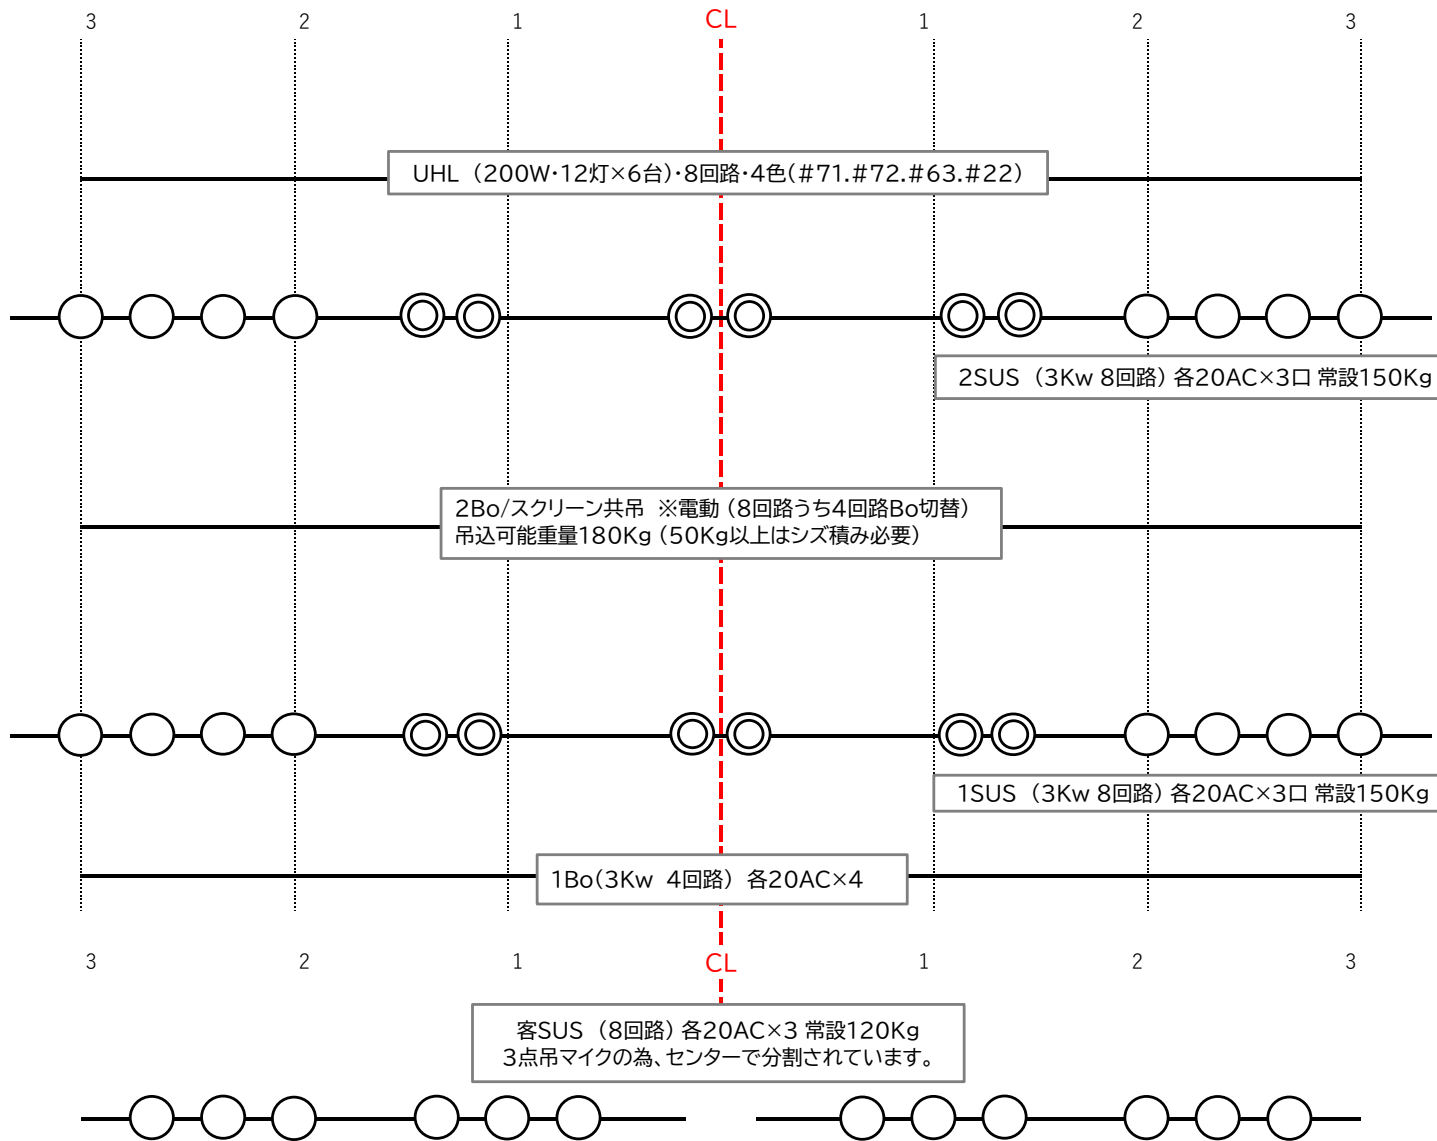 3 2 1 CL 1 2 3
UHL (200W・12灯×6台)・8回路・4色(#71.#72.#63.#22)
2SUS (3Kw 8回路) 各20AC×3口 常設150Kg
2Bo/スクリーン共吊 ※電動 (8回路うち4回路Bo切替)
吊込可能重量180Kg (50Kg以上はシズ積み必要)
1SUS (3Kw 8回路) 各20AC×3口 常設150Kg
1Bo(3Kw 4回路) 各20AC×4
3 2 1 CL 1 2 3
客SUS (8回路) 各20AC×3 常設120Kg
3点吊マイクの為、センターで分割されています。